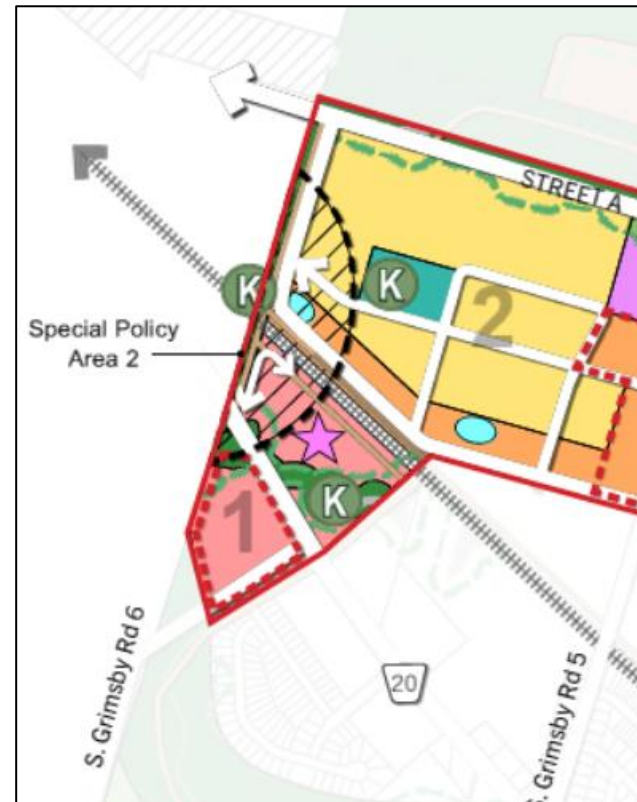 STREET A
K
K
2
Special Policy
Area 2
K
1
S. Grimsby Rd 6
20
S. Grimsby Rd 5